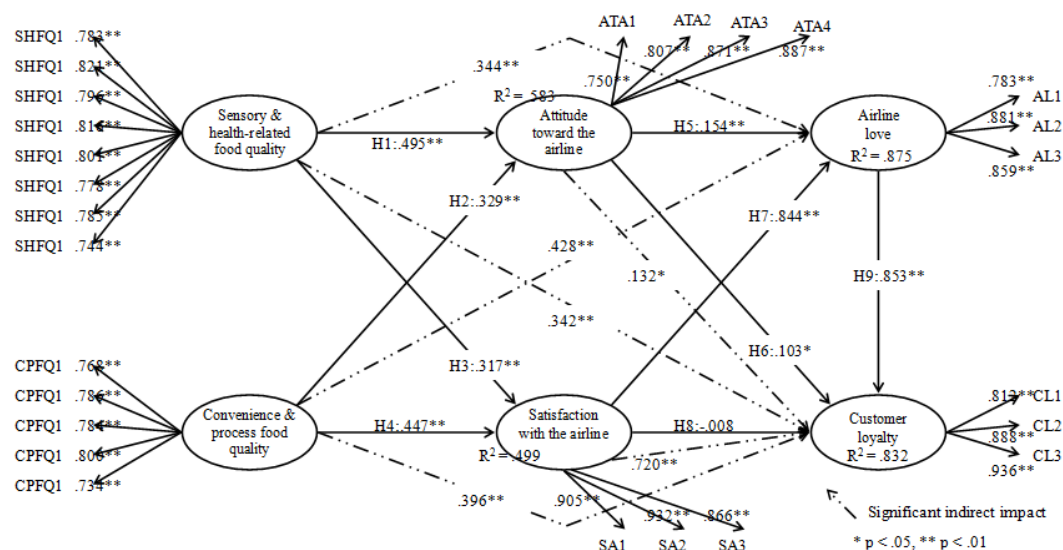 ATA1 ATA2 ATA3 ATA4
SHFQ1 .783**
SHFQ1 .821**
SHFQ1 .796**
SHFQ1 .816**
SHFQ1 .801**
SHFQ1 .778**
SHFQ1 .785**
SHFQ1 .744**
.750** .807** .871** .887**
.344**
Sensory &
health-related
food quality
R² = .583
Attitude
toward the
airline
Airline
love
R² = .875
.783** AL1
.881** AL2
.859** AL3
H1:.495**
H5:.154**
H2:.329**
H7:.844**
.428**
.132*
H9:.853**
.342**
H3:.317**
H6:.103*
CPFQ1 .768**
CPFQ1 .786**
CPFQ1
CPFQ1 .806**
CPFQ1 .734**
Convenience &
process food
quality
H4:.447**
Satisfaction
with the airline
R² = .499
H8:-.008
Customer
loyalty
R² = .832
CL1
.888** CL2
.936** CL3
.720**
.396**
.905** .932** .866**
SA1 SA2 SA3
Significant indirect impact
* p < .05, ** p < .01